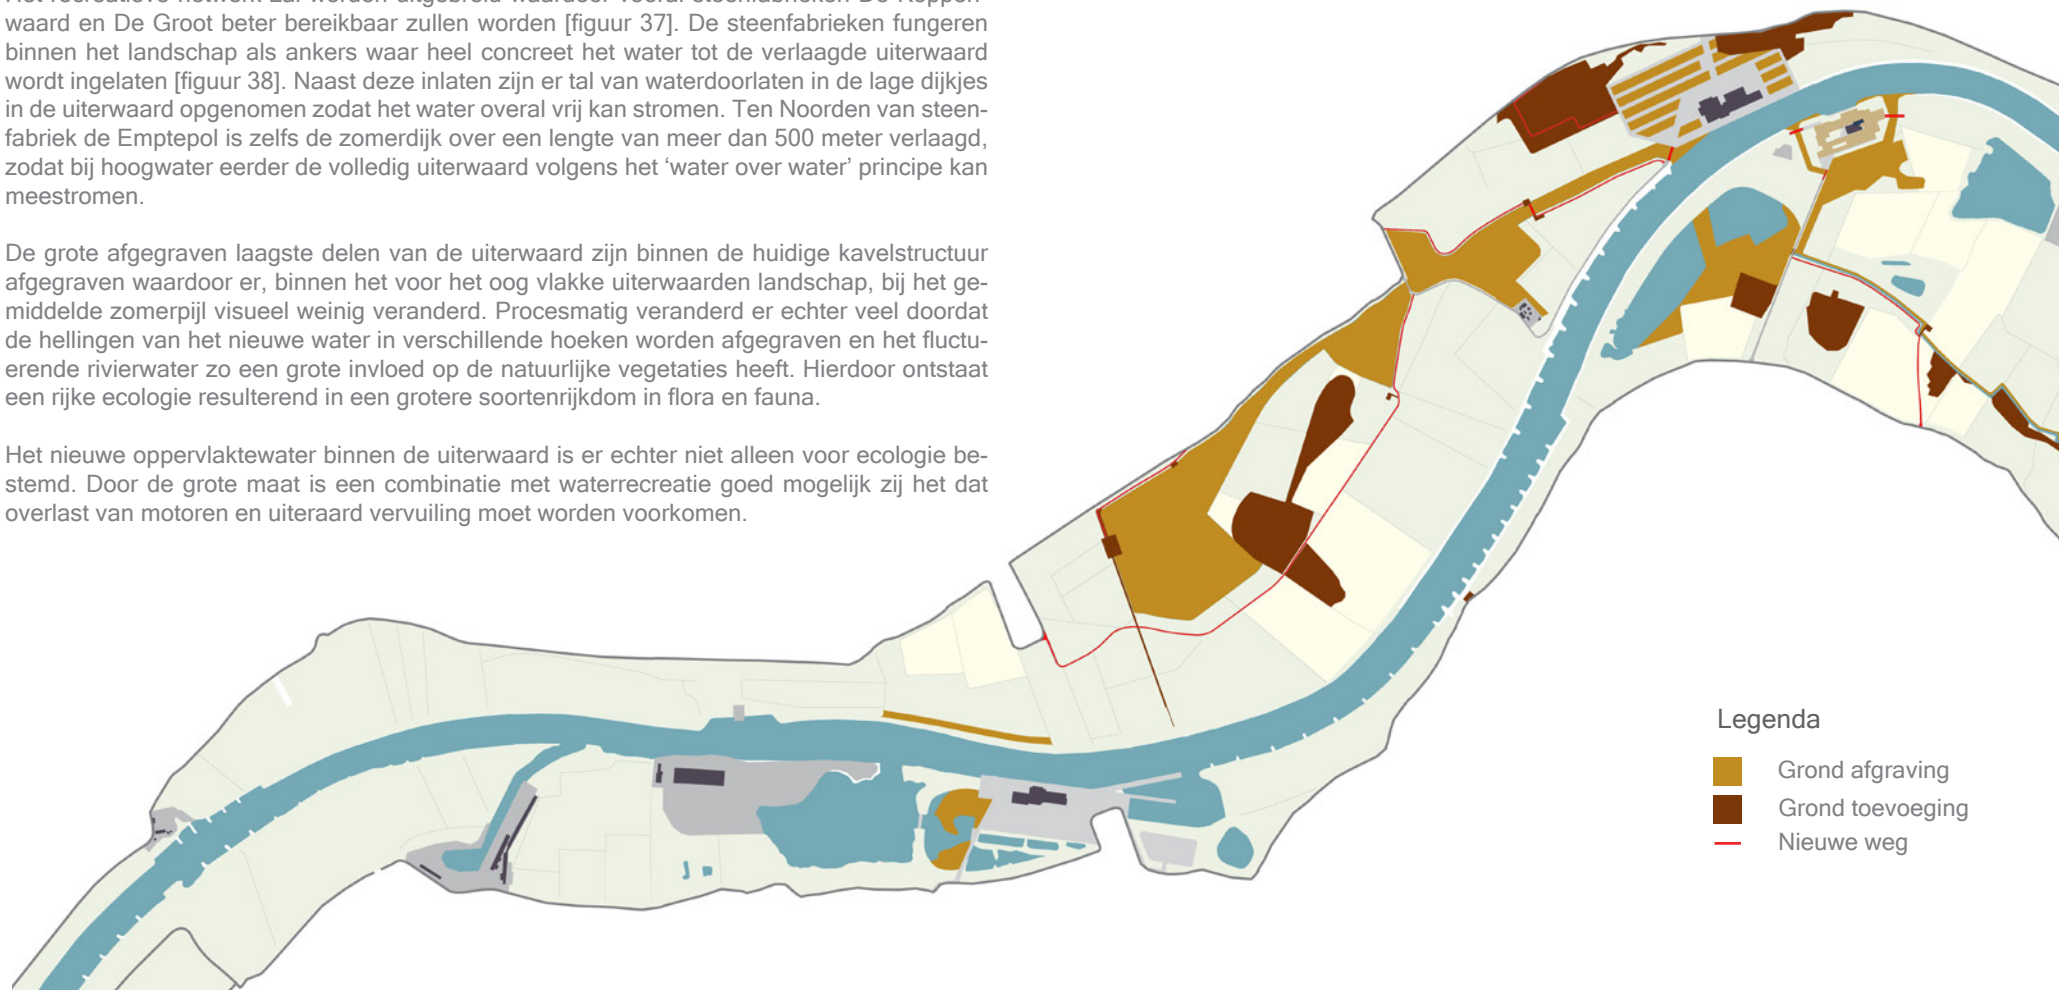 Het recreatieve netwerk zal worden uitgebreid waardoor vooral steenfabrieken De Koppen-
waard en De Groot beter bereikbaar zullen worden [figuur 37]. De steenfabrieken fungeren
binnen het landschap als ankers waar heel concreet het water tot de verlaagde uiterwaard
wordt ingelaten [figuur 38]. Naast deze inlaten zijn er tal van waterdoorlaten in de lage dijkjes
in de uiterwaard opgenomen zodat het water overal vrij kan stromen. Ten Noorden van steen-
fabriek de Emptepol is zelfs de zomerdijk over een lengte van meer dan 500 meter verlaagd,
zodat bij hoogwater eerder de volledig uiterwaard volgens het ‘water over water’ principe kan
meestromen.
De grote afgegraven laagste delen van de uiterwaard zijn binnen de huidige kavelstructuur
afgegraven waardoor er, binnen het voor het oog vlakke uiterwaarden landschap, bij het ge-
middelde zomerpijl visueel weinig veranderd. Procesmatig veranderd er echter veel doordat
de hellingen van het nieuwe water in verschillende hoeken worden afgegraven en het fluctu-
erende rivierwater zo een grote invloed op de natuurlijke vegetaties heeft. Hierdoor ontstaat
een rijke ecologie resulterend in een grotere soortenrijkdom in flora en fauna.
Het nieuwe oppervlaktewater binnen de uiterwaard is er echter niet alleen voor ecologie be-
stemd. Door de grote maat is een combinatie met waterrecreatie goed mogelijk zij het dat
overlast van motoren en uiteraard vervuiling moet worden voorkomen.
Legenda
Grond afgraving
Grond toevoeging
Nieuwe weg